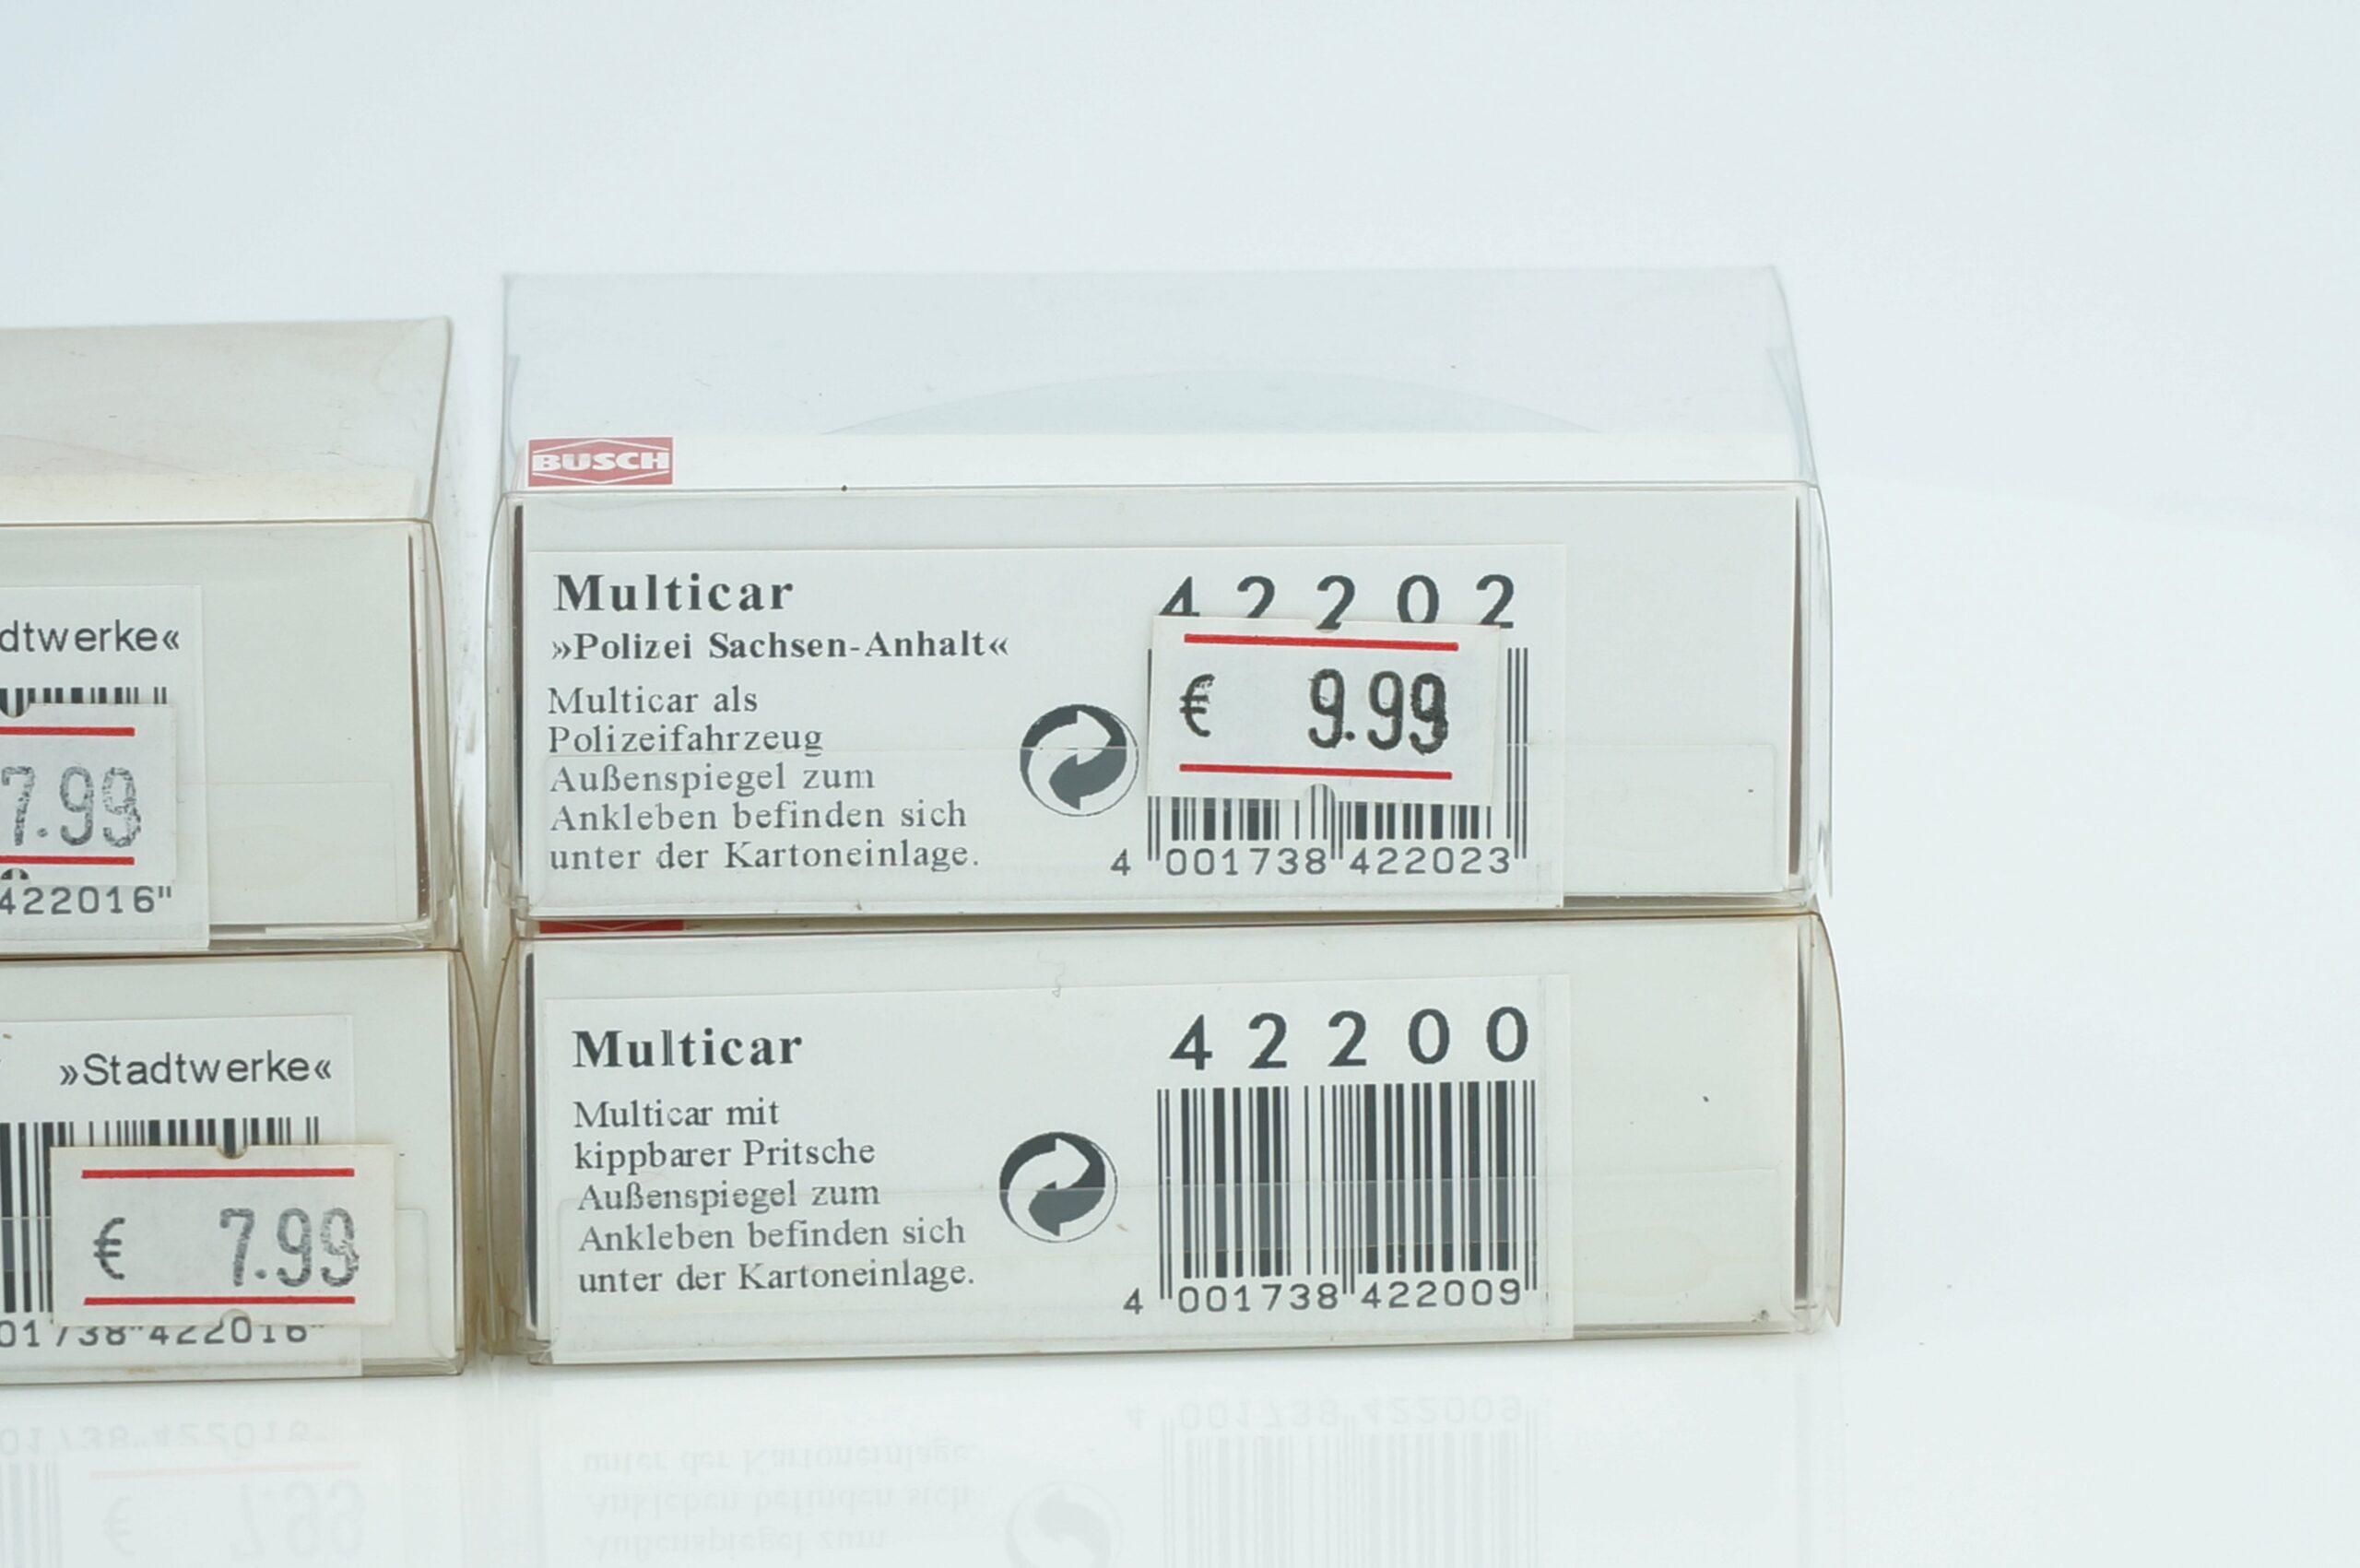 dtwerke«
7.99
422016
»Stadtwerke«
€ 7.99
01738 422016
BUSCH
Multicar
42202
»Polizei Sachsen-Anhalt«
Multicar als
Polizeifahrzeug
Außenspiegel zum
Ankleben befinden sich
unter der Kartoneinlage.
€ 9.99
4 001738 422023
Multicar
42200
Multicar mit
kippbarer Pritsche
Außenspiegel zum
Ankleben befinden sich
unter der Kartoneinlage.
4 001738 422009